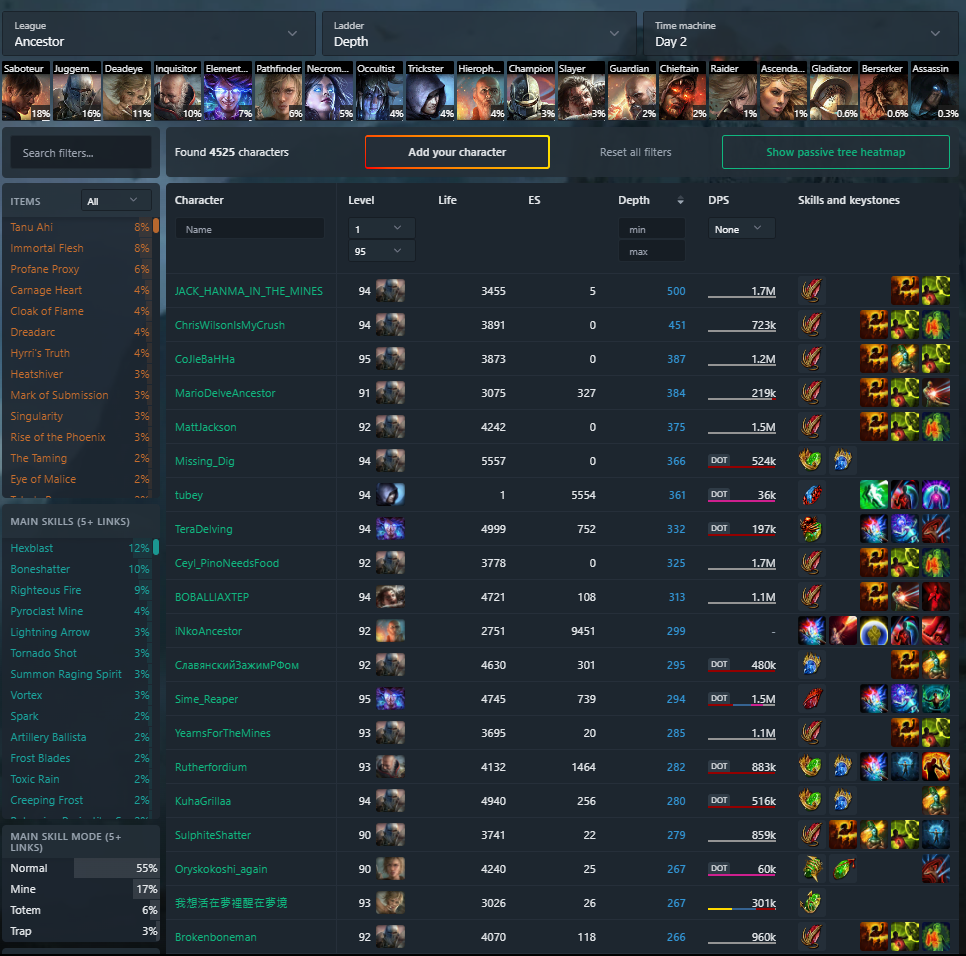 League
Ancestor
Ladder
Depth
Time machine
Day 2
Saboteur
Juggem...
Deadeye
Inquisitor
Element...
Pathfinder
Necrom...
Occultist
Trickster
Hieroph...
Champion
Slayer
Guardian
Chieftain
Raider
Ascenda...
Gladiator
Berserker
Assassin
18%
16%
11%
10%
7%
6%
5%
4%
4%
4%
3%
3%
2%
2%
1%
1%
0.6%
0.6%
0.3%
Search filters...
Found 4525 characters
Add your character
Reset all filters
Show passive tree heatmap
ITEMS
All
Tanu Ahi 8%
Immortal Flesh 8%
Profane Proxy 6%
Carnage Heart 4%
Cloak of Flame 4%
Dreadarc 4%
Hyrri's Truth 4%
Heatshiver 3%
Mark of Submission 3%
Singularity 3%
Rise of the Phoenix 3%
The Taming 2%
Eye of Malice 2%
MAIN SKILLS (5+ LINKS)
Hexblast 12%
Boneshatter 10%
Righteous Fire 9%
Pyroclast Mine 4%
Lightning Arrow 3%
Tornado Shot 3%
Summon Raging Spirit 3%
Vortex 3%
Spark 2%
Artillery Ballista 2%
Frost Blades 2%
Toxic Rain 2%
Creeping Frost 2%
MAIN SKILL MODE (5+
LINKS)
Normal 55%
Mine 17%
Totem 6%
Trap 3%
Character Level Life ES Depth DPS Skills and keystones
Name 1 min None
95 max
JACK_HANMA_IN_THE_MINES 94 3455 5 500 1.7M
ChrisWilsonIsMyCrush 94 3891 0 451 723k
CoJleBaHHa 95 3873 0 387 1.2M
MarioDelveAncestor 91 3075 327 384 219k
MattJackson 92 4242 0 375 1.5M
Missing_Dig 94 5557 0 366 DOT 524k
tubey 94 1 5554 361 DOT 36k
TeraDelving 94 4999 752 332 DOT 197k
Ceyl_PinoNeedsFood 92 3778 0 325 1.7M
BOBALLIAXTEP 94 4721 108 313 1.1M
iNkoAncestor 92 2751 9451 299 -
СлавянскийЗажимРФом 92 4630 301 295 DOT 480k
Sime_Reaper 95 4745 739 294 DOT 1.5M
YearnsForTheMines 93 3695 20 285 1.1M
Rutherfordium 93 4132 1464 282 DOT 883k
KuhaGrillaa 94 4940 256 280 DOT 516k
SulphiteShatter 90 3741 22 279 859k
Oryskokoshi_again 90 4240 25 267 DOT 60k
我想活在夢裡醒在夢境 93 3026 26 267 301k
Brokenboneman 92 4070 118 266 960k